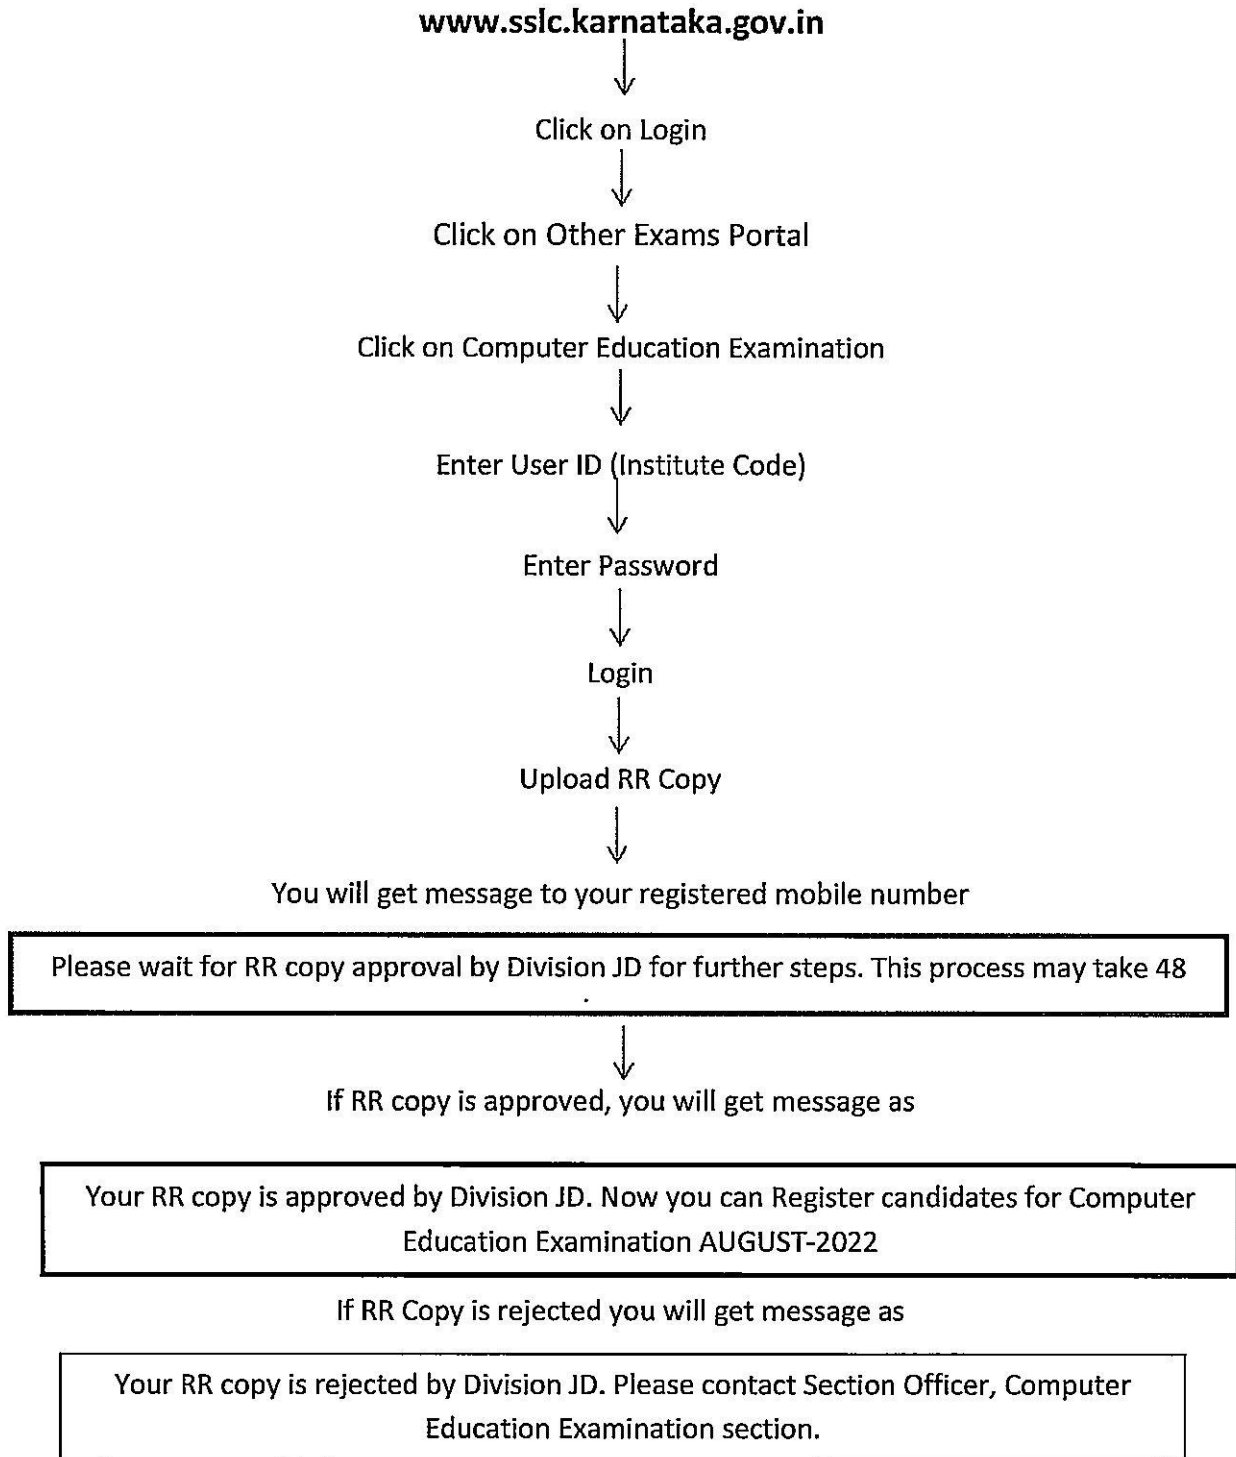 www.sslc.karnataka.gov.in
Click on Login
Click on Other Exams Portal
Click on Computer Education Examination
Enter User ID (Institute Code)
Enter Password
Login
Upload RR Copy
You will get message to your registered mobile number
Please wait for RR copy approval by Division JD for further steps. This process may take 48
If RR copy is approved, you will get message as
Your RR copy is approved by Division JD. Now you can Register candidates for Computer
Education Examination AUGUST-2022
If RR Copy is rejected you will get message as
Your RR copy is rejected by Division JD. Please contact Section Officer, Computer
Education Examination section.